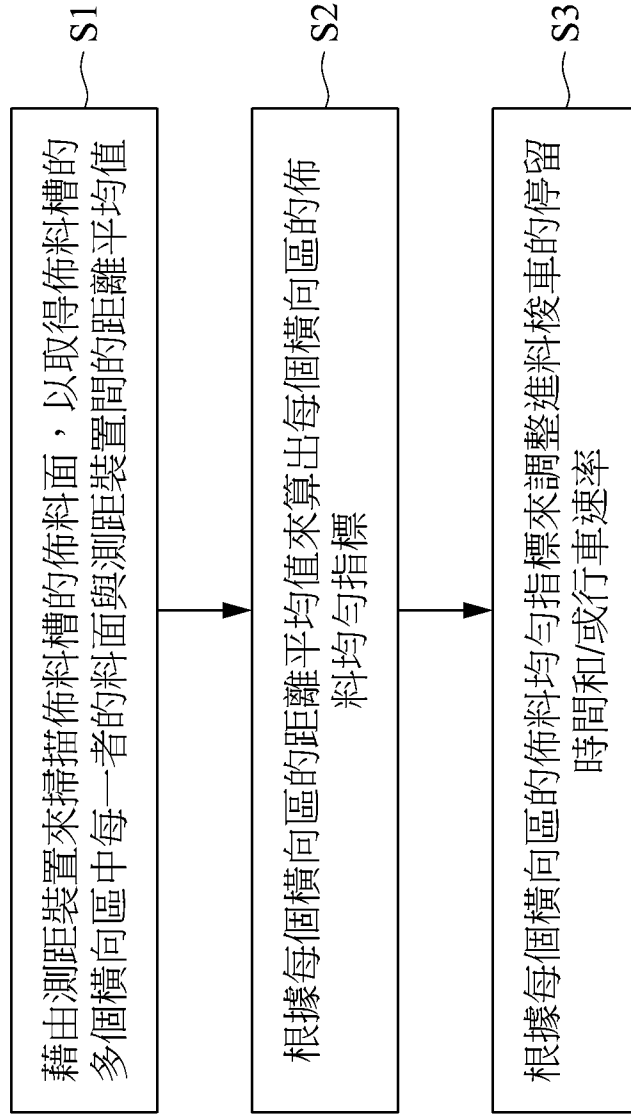 藉由測距裝置來掃描佈料槽的佈料面，以取得佈料槽的
多個橫向區中每一者的料面與測距裝置間的距離平均值
S1
根據每個橫向區的距離平均值來算出每個橫向區的佈
料均勻指標
S2
根據每個橫向區的佈料均勻指標來調整進料梭車的停留
時間和/或行車速率
S3